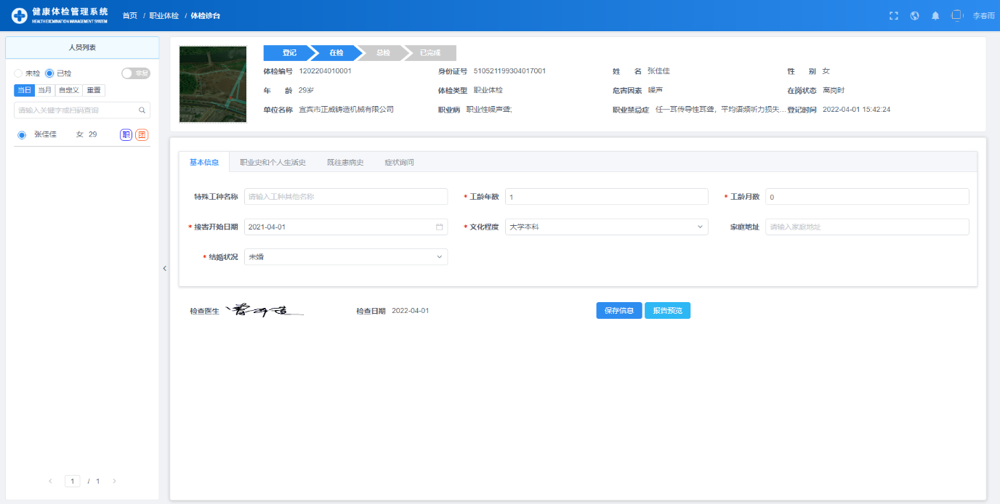 健康体检管理系统
HEALTH EXCMINATION MANAGEMENT SYSTEM
首页 / 职业体检 / 体检诊台
李春雨
人员列表
未检 已检 非复
当日 当月 自定义 重置
请输入关键字或扫码查询
张佳佳 女 29 职 团
1 / 1
登记 在检 总检 已完成
体检编号 1202204010001 身份证号 510521199304017001 姓 名 张佳佳 性 别 女
年 龄 29岁 体检类型 职业体检 危害因素 噪声 在岗状态 离岗时
单位名称 宜宾市正威铸造机械有限公司 职业病 职业性噪声聋; 职业禁忌症 任一耳传导性耳聋，平均语频听力损失... 登记时间 2022-04-01 15:42:24
基本信息 职业史和个人生活史 既往患病史 症状询问
特殊工种名称 请输入工种其他名称 * 工龄年数 1 * 工龄月数 0
* 接害开始日期 2021-04-01 * 文化程度 大学本科 家庭地址 请输入家庭地址
* 结婚状况 未婚
检查医生 检查日期 2022-04-01 保存信息 报告预览